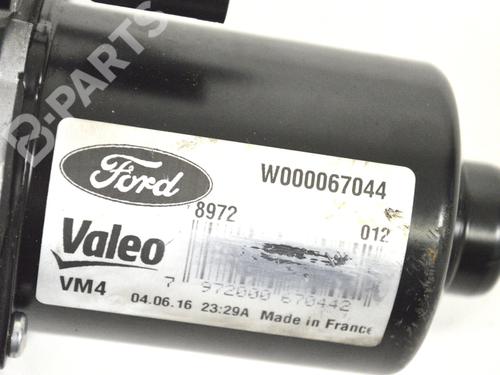 B-PARTS
Ford
W000067044
8972 012
Valeo
7 972000 670442
VM4 04.06.16 23:29A Made in France